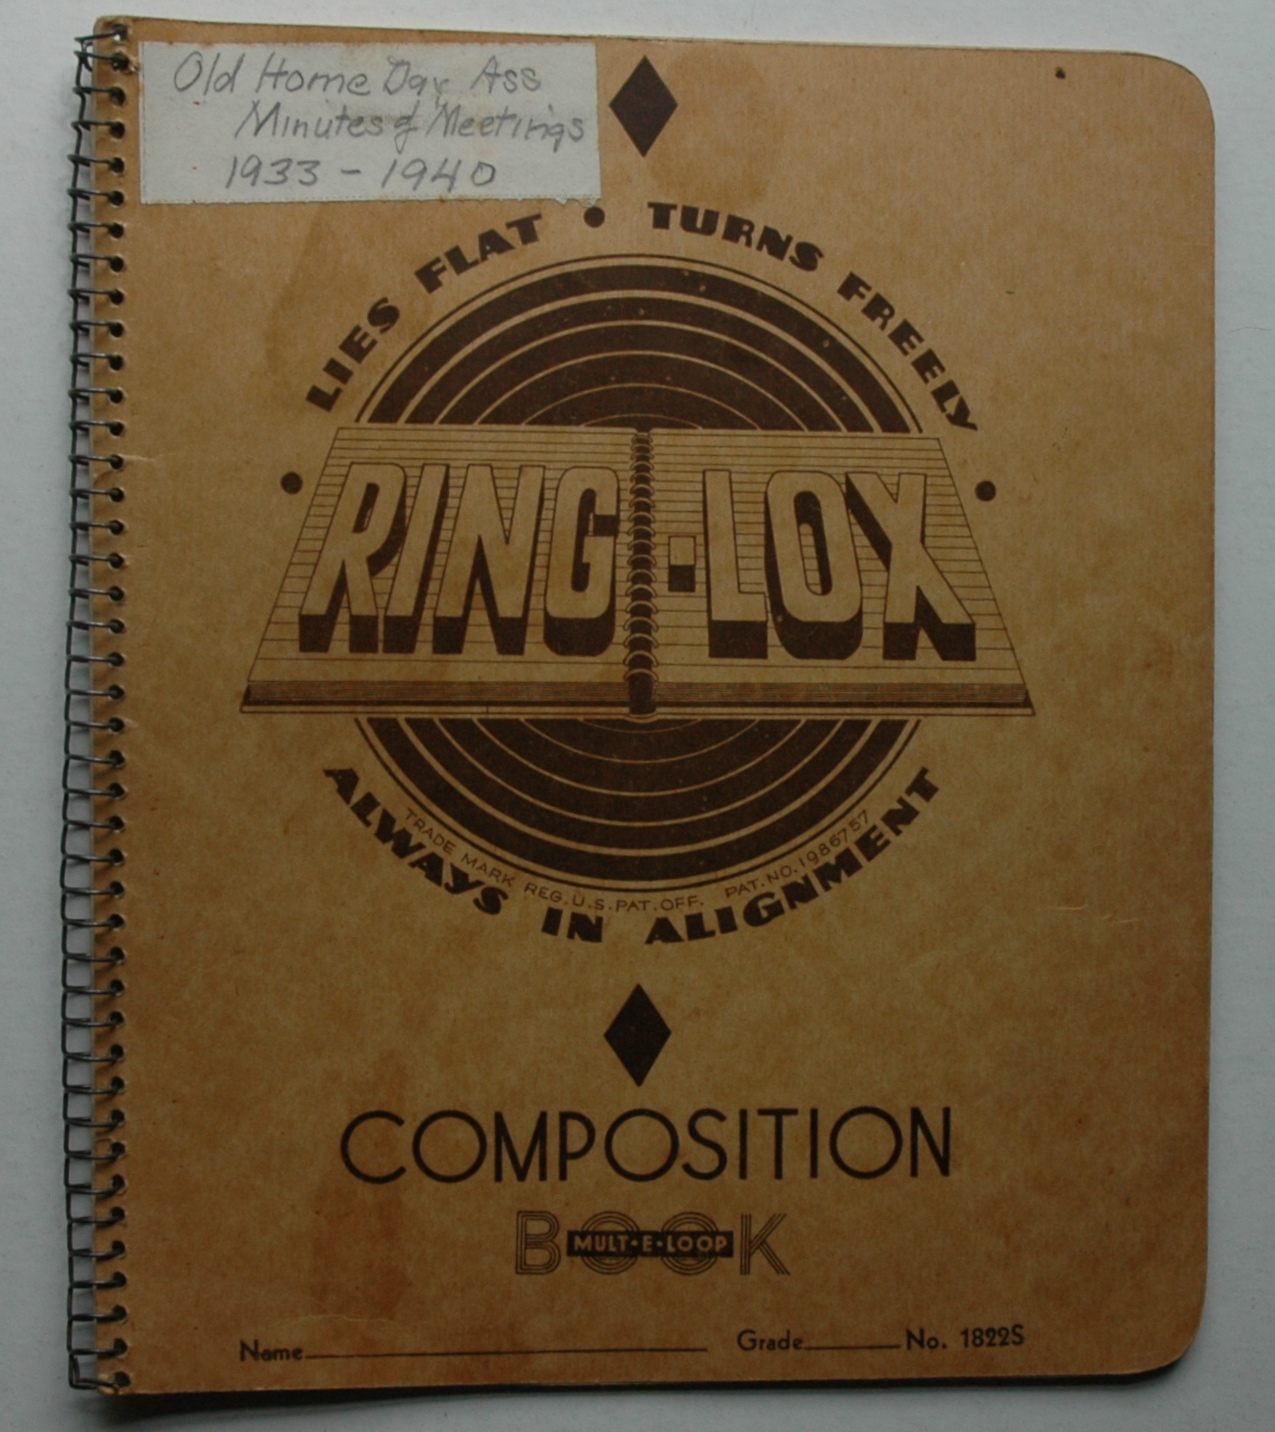 Old Home Day Ass
Minutes of Meetings
1933 - 1940
LIES FLAT • TURNS FREELY
RING-LOX
TRADE MARK REG. U.S. PAT. OFF. PAT. NO. 1986757
ALWAYS IN ALIGNMENT
COMPOSITION
BOOK
MULT•E•LOOP
Name Grade No. 1822S